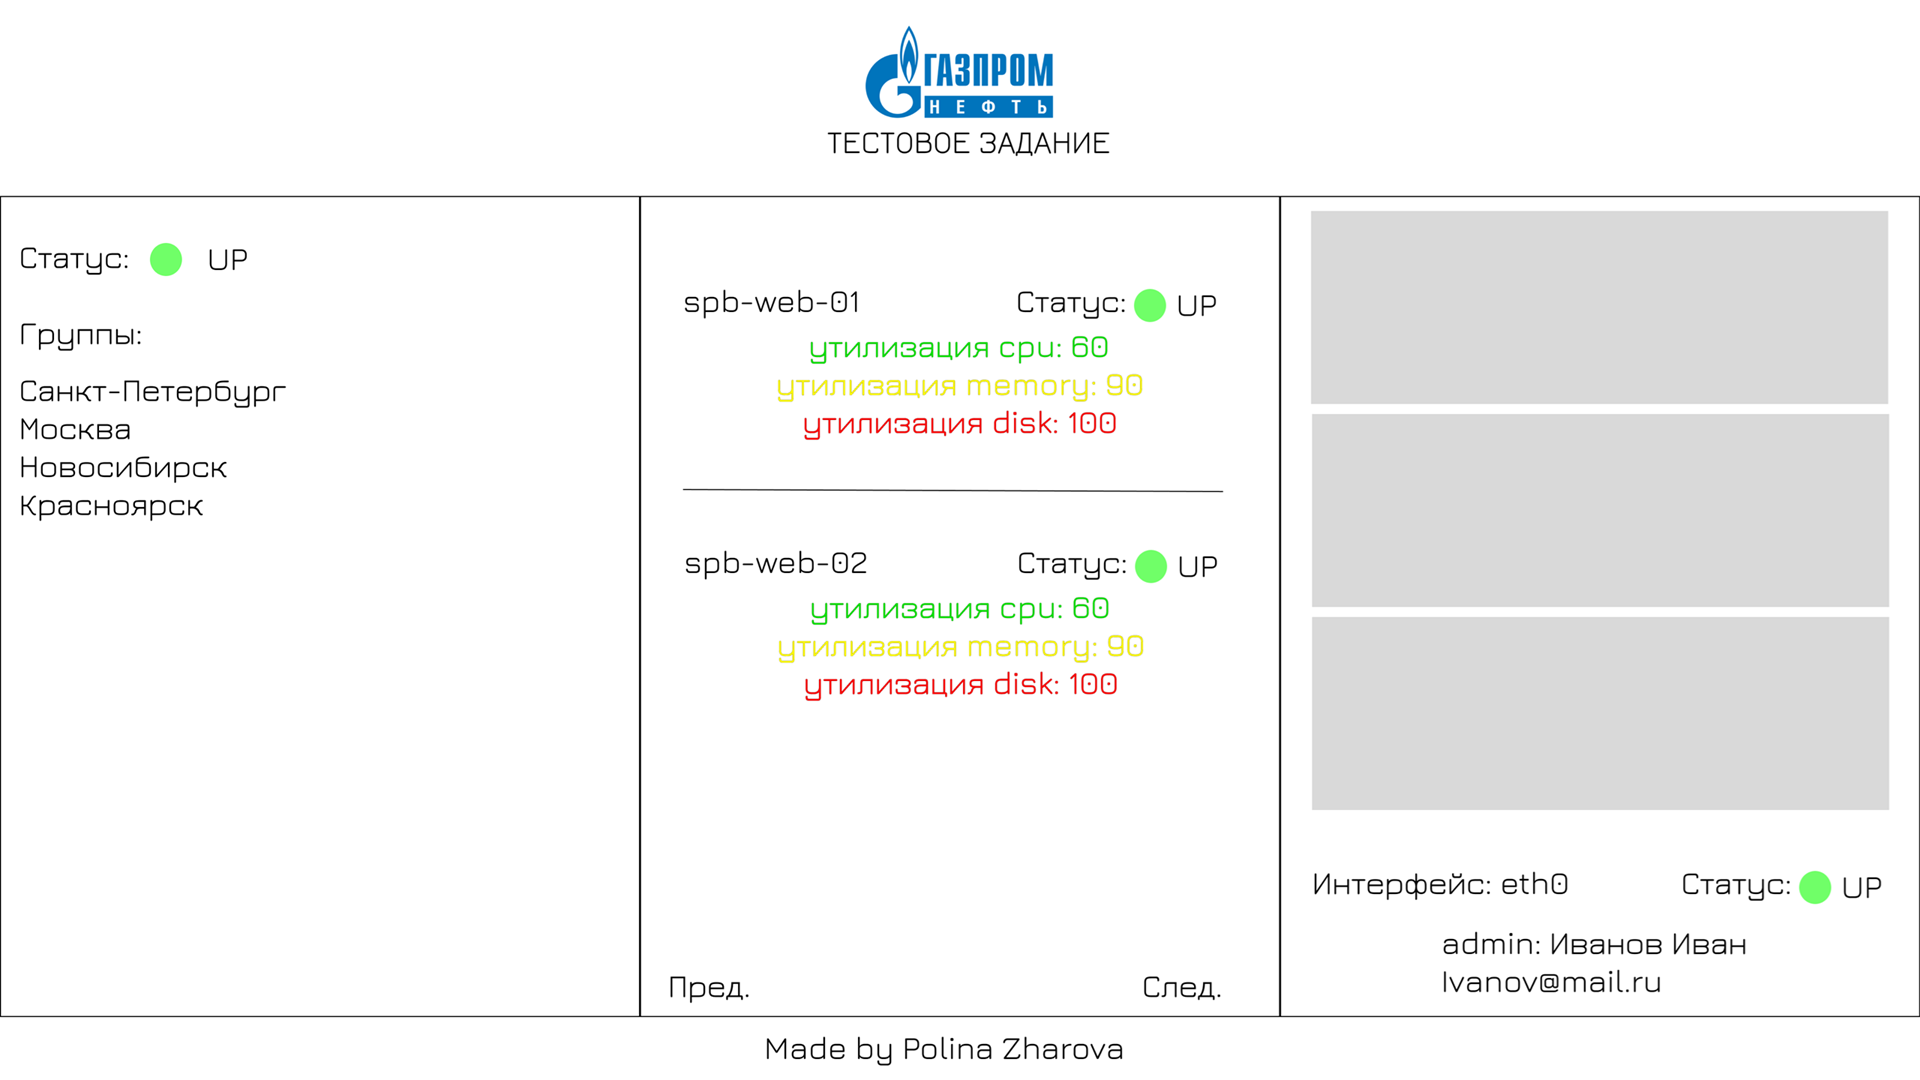 ГАЗПРОМ
НЕФТЬ
ТЕСТОВОЕ ЗАДАНИЕ
Статус: UP
Группы:
Санкт-Петербург
Москва
Новосибирск
Красноярск
spb-web-01 Статус: UP
утилизация cpu: 60
утилизация memory: 90
утилизация disk: 100
spb-web-02 Статус: UP
утилизация cpu: 60
утилизация memory: 90
утилизация disk: 100
Пред. След.
Интерфейс: eth0 Статус: UP
admin: Иванов Иван
Ivanov@mail.ru
Made by Polina Zharova